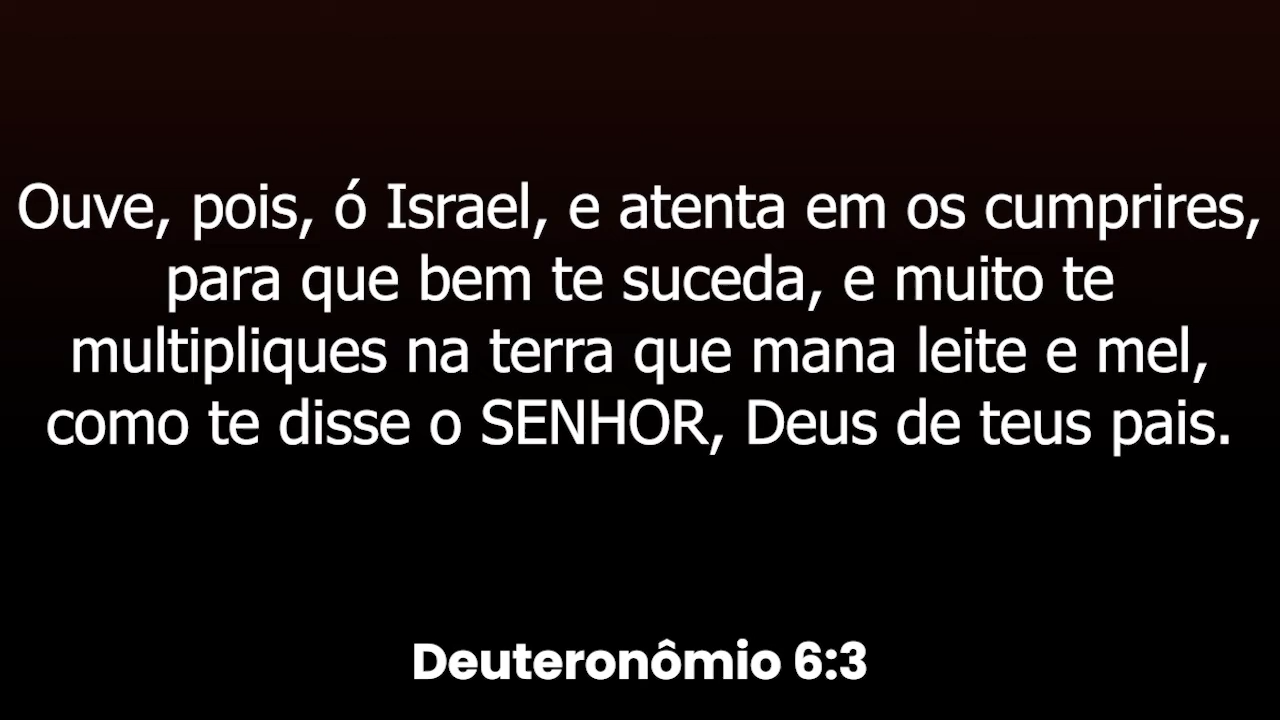 Ouve, pois, ó Israel, e atenta em os cumprires,
para que bem te suceda, e muito te
multipliques na terra que mana leite e mel,
como te disse o SENHOR, Deus de teus pais.
Deuteronômio 6:3